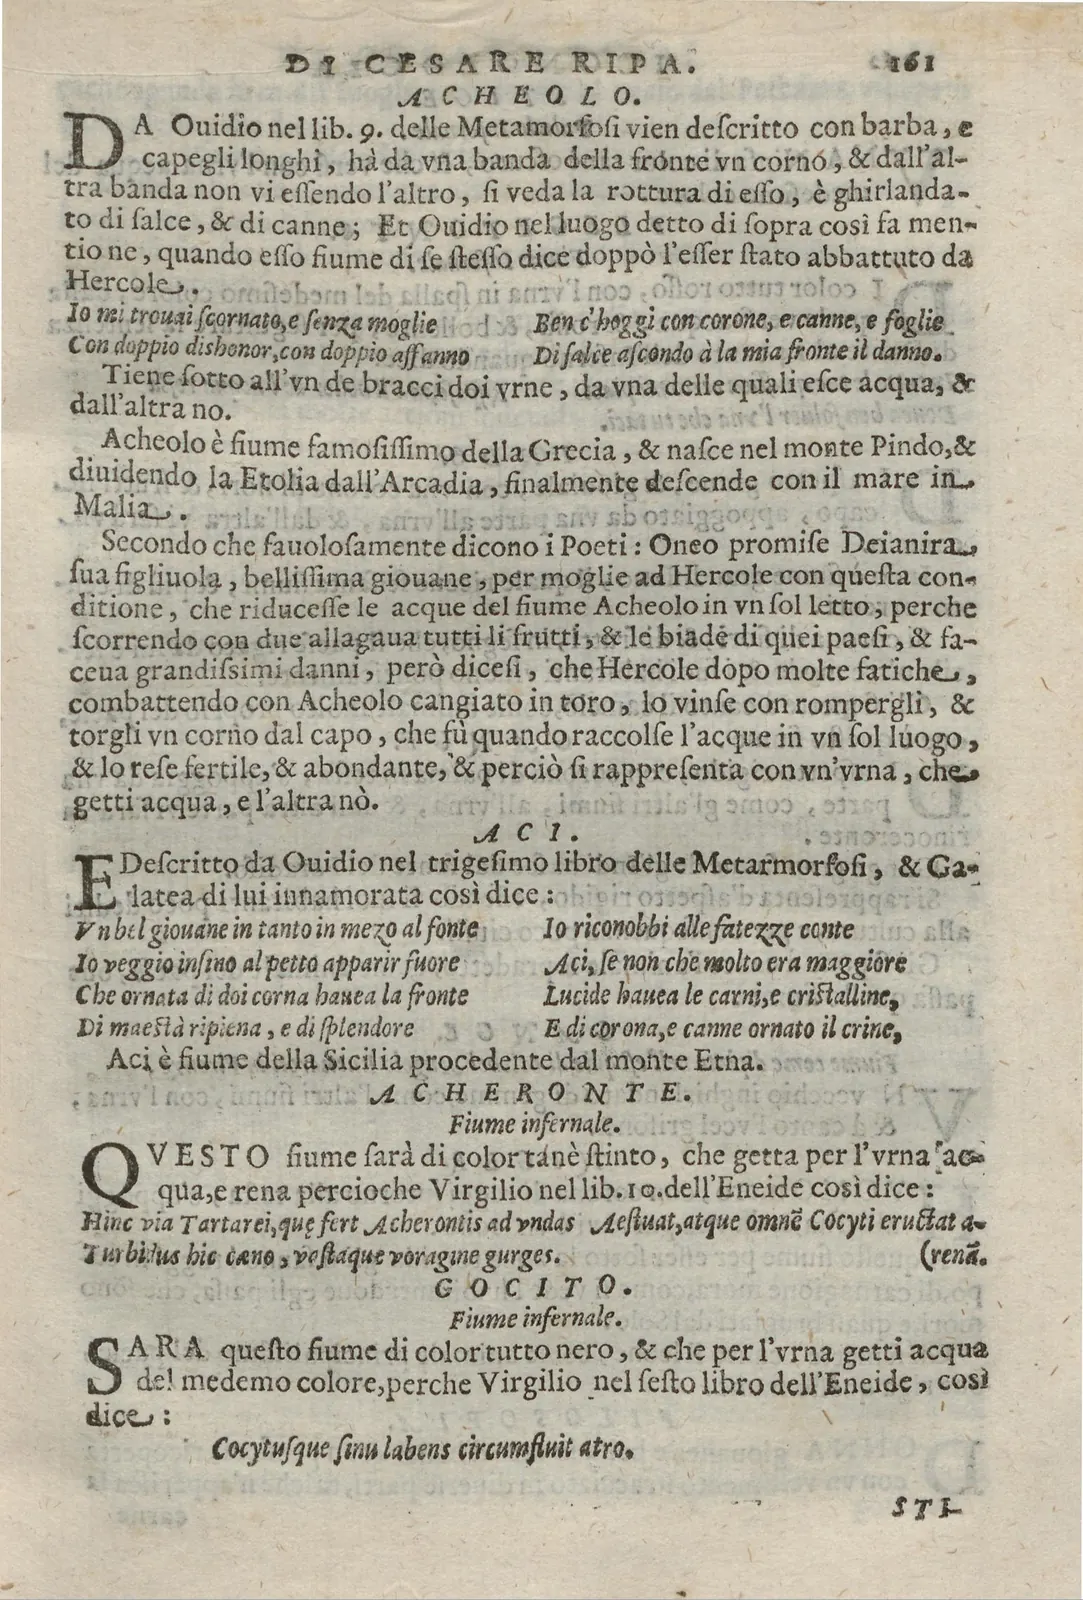 DI CESARE RIPA. 161
ACHEOLO.
DA Ouidio nel lib. 9. delle Metamorfosi vien descritto con barba, e
capegli longhi, hà da vna banda della fronte vn corno, & dall'al-
tra banda non vi essendo l'altro, si veda la rottura di esso, è ghirlanda-
to di salce, & di canne; Et Ouidio nel luogo detto di sopra così fa men-
tione, quando esso fiume di se stesso dice doppò l'esser stato abbattuto da
Hercole.
Io mi trouai scornato, e senza moglie Ben c'hoggi con corone, e canne, e foglie
Con doppio dishonor, con doppio affanno Di salce ascondo à la mia fronte il danno.
Tiene sotto all'vn de bracci doi vrne, da vna delle quali esce acqua, &
dall'altra no.
Acheolo è fiume famosissimo della Grecia, & nasce nel monte Pindo, &
diuidendo la Etolia dall'Arcadia, finalmente descende con il mare in
Malia.
Secondo che fauolosamente dicono i Poeti: Oneo promise Deianira,
sua figliuola, bellissima giouane, per moglie ad Hercole con questa con-
ditione, che riducesse le acque del fiume Acheolo in vn sol letto, perche
scorrendo con due allagaua tutti li frutti, & le biade di quei paesi, & fa-
ceua grandissimi danni, però dicesi, che Hercole dopo molte fatiche,
combattendo con Acheolo cangiato in toro, lo vinse con rompergli, &
torgli vn corno dal capo, che fù quando raccolse l'acque in vn sol luogo,
& lo rese fertile, & abondante, & perciò si rappresenta con vn'vrna, che
getti acqua, e l'altra nò.
ACI.
E Descritto da Ouidio nel trigesimo libro delle Metarmorfosi, & Ga-
latea di lui innamorata così dice:
Vn bel giouane in tanto in mezo al fonte Io riconobbi alle fatezze conte
Io veggio insino al petto apparir fuore Aci, se non che molto era maggiore
Che ornata di doi corna hauea la fronte Lucide hauea le carni, e cristalline,
Di maestà ripiena, e di splendore E di corona, e canne ornato il crine,
Aci è fiume della Sicilia procedente dal monte Etna.
ACHERONTE.
Fiume infernale.
QVESTO fiume sarà di color tanè stinto, che getta per l'vrna ac-
qua, e rena percioche Virgilio nel lib. 10. dell'Eneide così dice:
Hinc via Tartarei, quę fert Acherontis ad vndas Aestuat, atque omnē Cocyti eructat a-
Turbidus hic cæno, vastaque voragine gurges. (renā.
GOCITO.
Fiume infernale.
SARA questo fiume di color tutto nero, & che per l'vrna getti acqua
del medemo colore, perche Virgilio nel sesto libro dell'Eneide, così
dice:
Cocytusque sinu labens circumfluit atro.
STI-